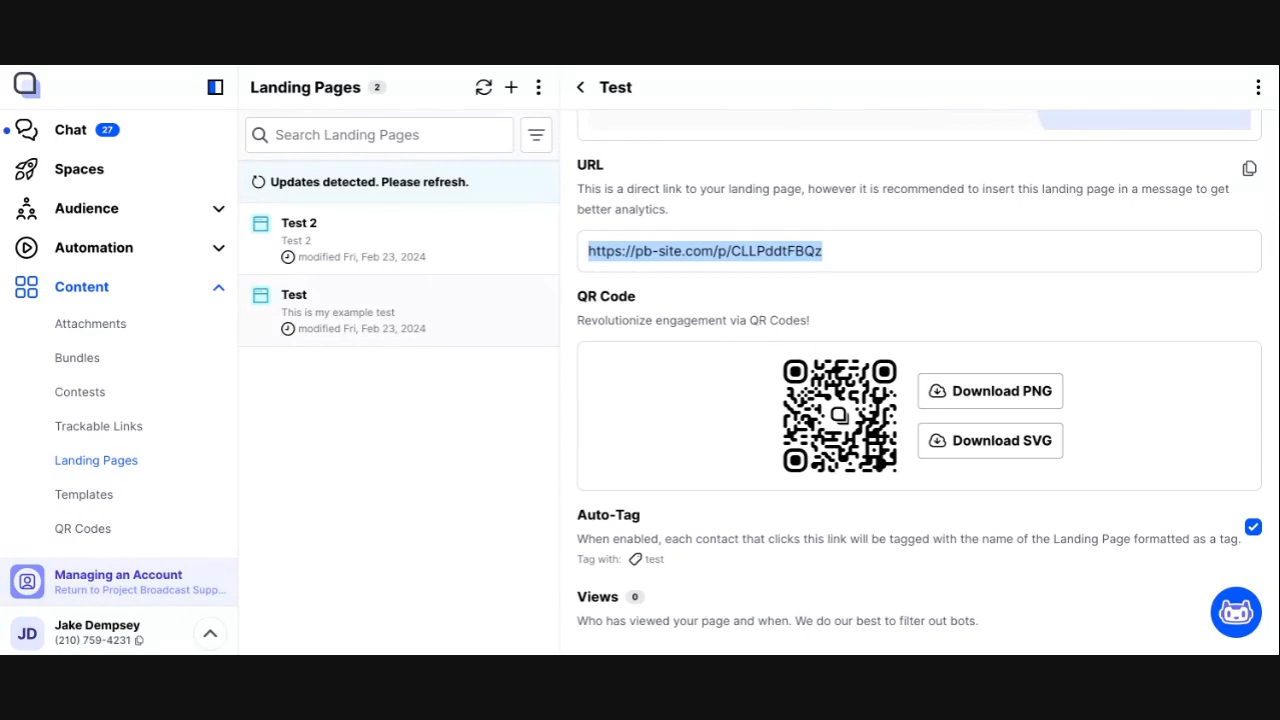 Chat 27
Spaces
Audience
Automation
Content
Attachments
Bundles
Contests
Trackable Links
Landing Pages
Templates
QR Codes
Managing an Account
Return to Project Broadcast Supp...
JD
Jake Dempsey
(210) 759-4231
Landing Pages 2
Search Landing Pages
Updates detected. Please refresh.
Test 2
Test 2
modified Fri, Feb 23, 2024
Test
This is my example test
modified Fri, Feb 23, 2024
Test
URL
This is a direct link to your landing page, however it is recommended to insert this landing page in a message to get
better analytics.
https://pb-site.com/p/CLLPddtFBQz
QR Code
Revolutionize engagement via QR Codes!
Download PNG
Download SVG
Auto-Tag
When enabled, each contact that clicks this link will be tagged with the name of the Landing Page formatted as a tag.
Tag with: test
Views 0
Who has viewed your page and when. We do our best to filter out bots.